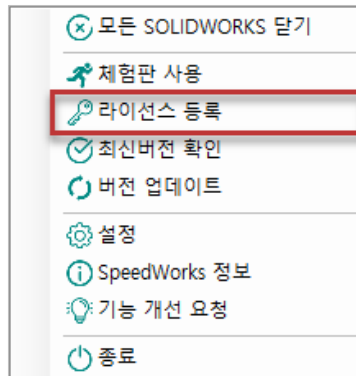 모든 SOLIDWORKS 닫기
체험판 사용
라이선스 등록
최신버전 확인
버전 업데이트
설정
SpeedWorks 정보
기능 개선 요청
종료